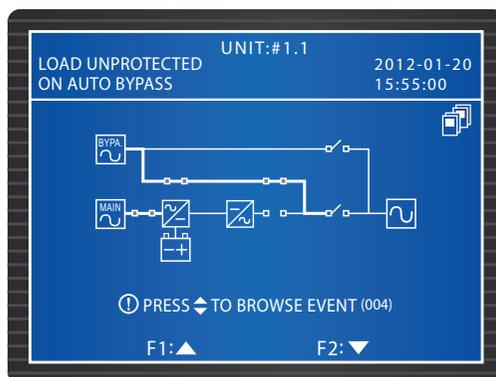 UNIT:#1.1
LOAD UNPROTECTED
ON AUTO BYPASS
2012-01-20
15:55:00
BYPA.
MAIN
PRESS TO BROWSE EVENT (004)
F1:
F2: